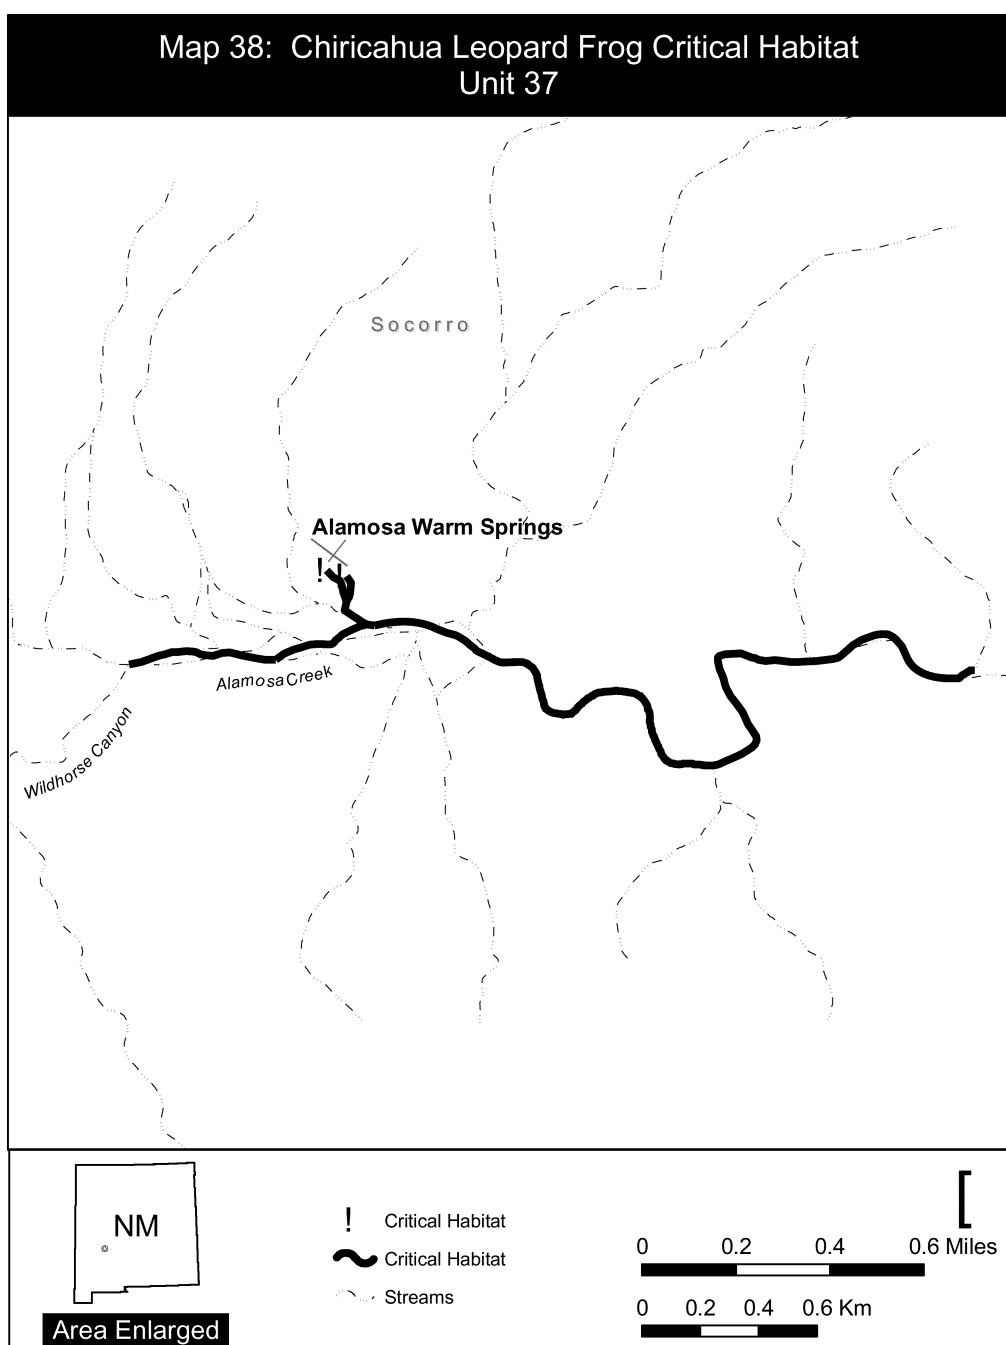 Map 38: Chiricahua Leopard Frog Critical Habitat
Unit 37
Socorro
Alamosa Warm Springs
! !
Alamosa Creek
Wildhorse Canyon
NM
Area Enlarged
! Critical Habitat
Critical Habitat
Streams
[
0 0.2 0.4 0.6 Miles
0 0.2 0.4 0.6 Km